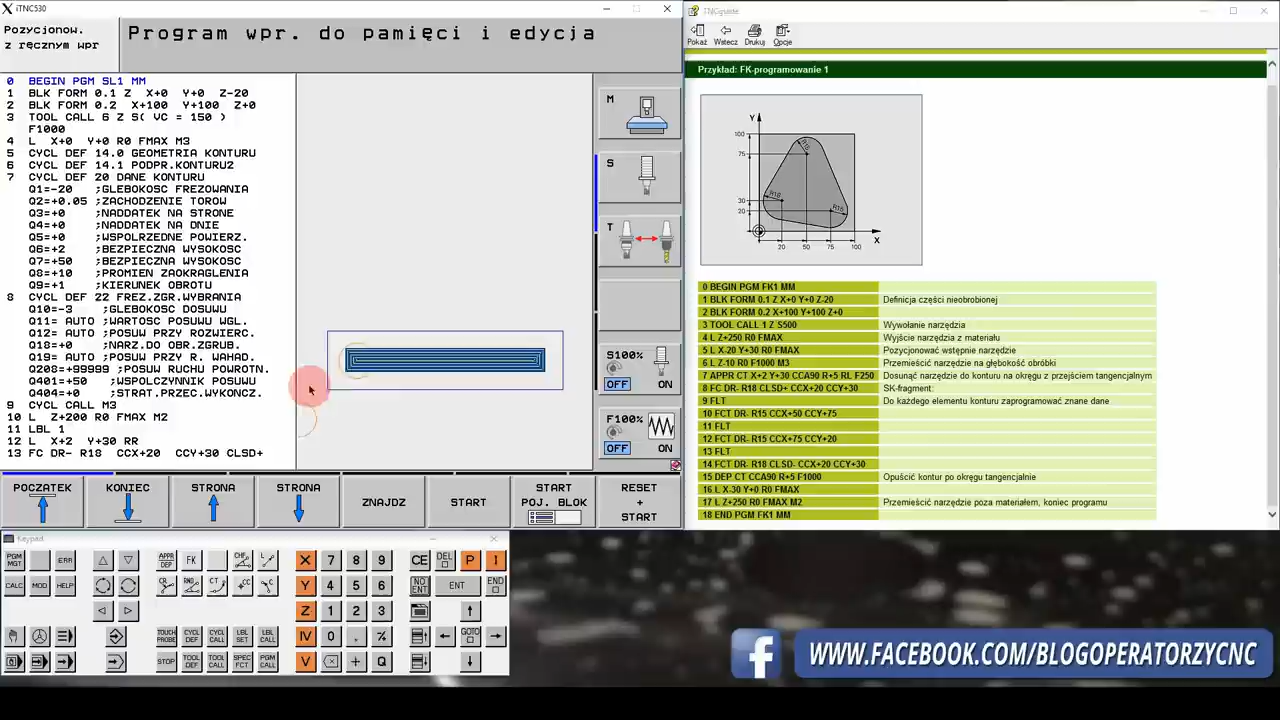 iTNC530
Pozycjonow.
z ręcznym wpr
Program wpr. do pamięci i edycja
0 BEGIN PGM SL1 MM
1 BLK FORM 0.1 Z X+0 Y+0 Z-20
2 BLK FORM 0.2 X+100 Y+100 Z+0
3 TOOL CALL 6 Z S( VC = 150 )
F1000
4 L X+0 Y+0 R0 FMAX M3
5 CYCL DEF 14.0 GEOMETRIA KONTURU
6 CYCL DEF 14.1 PODPR.KONTURU2
7 CYCL DEF 20 DANE KONTURU
Q1=-20 ;GLEBOKOSC FREZOWANIA
Q2=+0.05 ;ZACHODZENIE TOROW
Q3=+0 ;NADDATEK NA STRONE
Q4=+0 ;NADDATEK NA DNIE
Q5=+0 ;WSPOLRZEDNE POWIERZ.
Q6=+2 ;BEZPIECZNA WYSOKOSC
Q7=+50 ;BEZPIECZNA WYSOKOSC
Q8=+10 ;PROMIEN ZAOKRAGLENIA
Q9=+1 ;KIERUNEK OBROTU
8 CYCL DEF 22 FREZ.ZGR.WYBRANIA
Q10=-3 ;GLEBOKOSC DOSUWU
Q11= AUTO ;WARTOSC POSUWU WGL.
Q12= AUTO ;POSUW PRZY ROZWIERC.
Q18=+0 ;NARZ.DO OBR.ZGRUB.
Q19= AUTO ;POSUW PRZY R. WAHAD.
Q208=+99999 ;POSUW RUCHU POWROTN.
Q401=+50 ;WSPOLCZYNNIK POSUWU
Q404=+0 ;STRAT.PRZEC.WYKONCZ.
9 CYCL CALL M3
10 L Z+200 R0 FMAX M2
11 LBL 1
12 L X+2 Y+30 RR
13 FC DR- R18 CCX+20 CCY+30 CLSD+
M
S
T
S100%
OFF ON
F100%
OFF ON
POCZATEK
KONIEC
STRONA
STRONA
ZNAJDZ
START
START
POJ. BLOK
RESET
+
START
Pokaż Wstecz Drukuj Opcje
Przykład: FK-programowanie 1
Y
100
75
30
20
R15
R18
R15
20 50 75 100
X
0 BEGIN PGM FK1 MM
1 BLK FORM 0.1 Z X+0 Y+0 Z-20 Definicja części nieobrobionej
2 BLK FORM 0.2 X+100 Y+100 Z+0
3 TOOL CALL 1 Z S500 Wywołanie narzędzia
4 L Z+250 R0 FMAX Wyjście narzędzia z materiału
5 L X-20 Y+30 R0 FMAX Pozycjonować wstępnie narzędzie
6 L Z-10 R0 F1000 M3 Przemieścić narzędzie na głębokość obróbki
7 APPR CT X+2 Y+30 CCA90 R+5 RL F250 Dosunąć narzędzie do konturu na okręgu z przejściem tangencjalnym
8 FC DR- R18 CLSD+ CCX+20 CCY+30 SK-fragment:
9 FLT Do każdego elementu konturu zaprogramować znane dane
10 FCT DR- R15 CCX+50 CCY+75
11 FLT
12 FCT DR- R15 CCX+75 CCY+20
13 FLT
14 FCT DR- R18 CLSD- CCX+20 CCY+30
15 DEP CT CCA90 R+5 F1000 Opuścić kontur po okręgu tangencjalnie
16 L X-30 Y+0 R0 FMAX
17 L Z+250 R0 FMAX M2 Przemieścić narzędzie poza materiałem, koniec programu
18 END PGM FK1 MM
Keypad
PGM MGT ERR APPR DEP FK CHF L X 7 8 9 CE DEL P I
CALC MOD HELP CR RND CT CC C Y 4 5 6 NO ENT ENT END
Z 1 2 3
TOUCH PROBE CYCL DEF CYCL CALL LBL SET LBL CALL IV 0 . GOTO
STOP TOOL DEF TOOL CALL SPEC FCT PGM CALL V + Q
f WWW.FACEBOOK.COM/BLOGOPERATORZYCNC